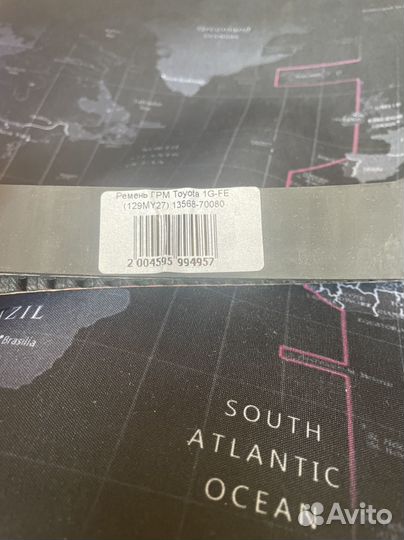 Ремень ГРМ Toyota 1G-FE
(129MY27) 13568-70080
2 004595 994957
ZIL
Brasilia
SOUTH
ATLANTIC
OCEAN
Avito